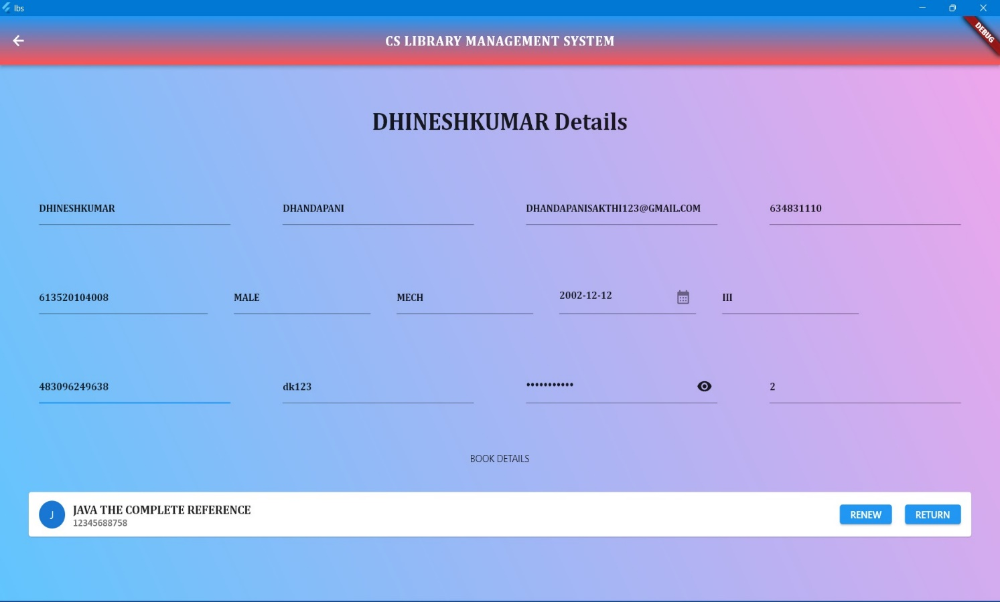 lbs
CS LIBRARY MANAGEMENT SYSTEM
DEBUG
DHINESHKUMAR Details
DHINESHKUMAR DHANDAPANI DHANDAPANISAKTHI123@GMAIL.COM 634831110
613520104008 MALE MECH 2002-12-12 III
483096249638 dk123 ••••••••••• 2
BOOK DETAILS
J JAVA THE COMPLETE REFERENCE RENEW RETURN
12345688758